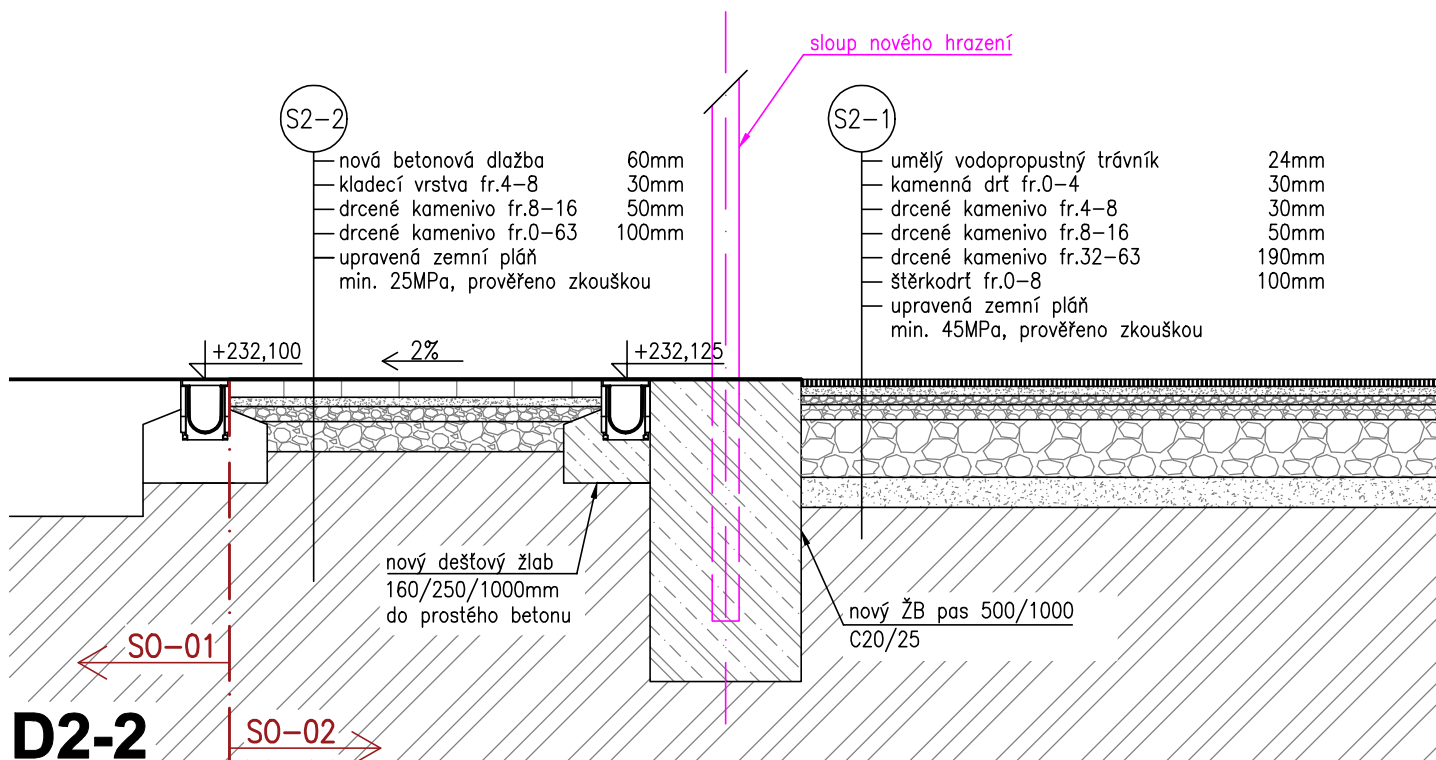 sloup nového hrazení
S2-2
nová betonová dlažba 60mm
kladecí vrstva fr.4-8 30mm
drcené kamenivo fr.8-16 50mm
drcené kamenivo fr.0-63 100mm
upravená zemní pláň
min. 25MPa, prověřeno zkouškou
S2-1
umělý vodopropustný trávník 24mm
kamenná drť fr.0-4 30mm
drcené kamenivo fr.4-8 30mm
drcené kamenivo fr.8-16 50mm
drcené kamenivo fr.32-63 190mm
štěrkodrť fr.0-8 100mm
upravená zemní pláň
min. 45MPa, prověřeno zkouškou
+232,100
2%
+232,125
nový dešťový žlab
160/250/1000mm
do prostého betonu
nový ŽB pas 500/1000
C20/25
SO-01
SO-02
D2-2